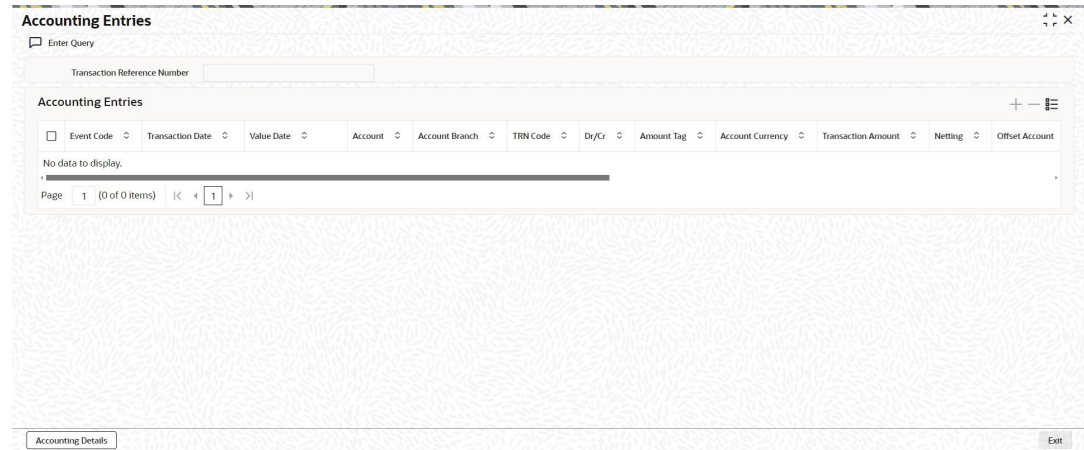 Accounting Entries
Enter Query
Transaction Reference Number
Accounting Entries
Event Code Transaction Date Value Date Account Account Branch TRN Code Dr/Cr Amount Tag Account Currency Transaction Amount Netting Offset Account
No data to display.
Page 1 (0 of 0 items) 1
Accounting Details Exit